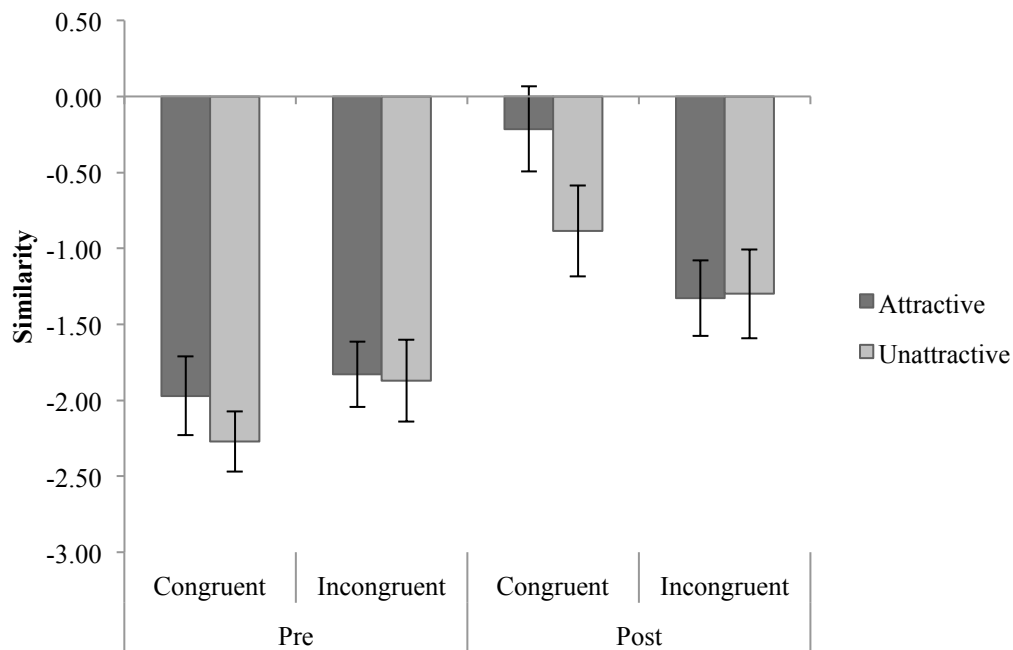 0.50
0.00
-0.50
-1.00
-1.50
-2.00
-2.50
-3.00
Similarity
Attractive
Unattractive
Congruent Incongruent Congruent Incongruent
Pre Post